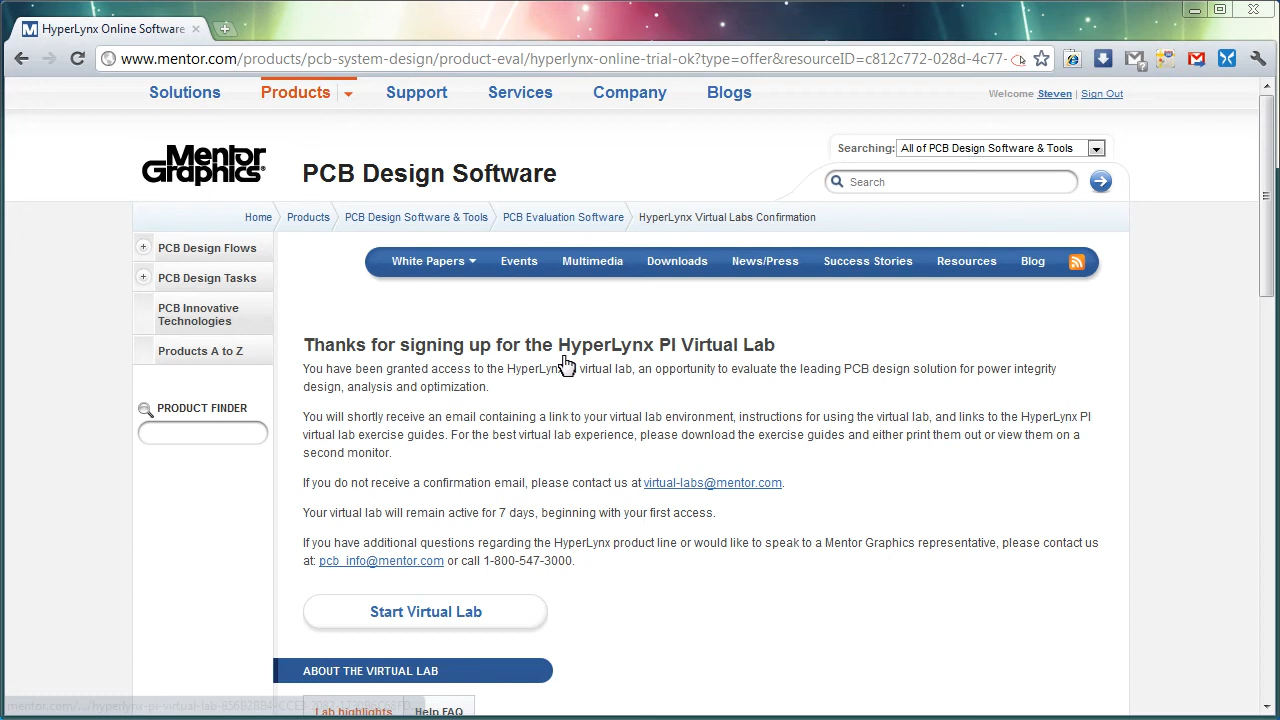 HyperLynx Online Software
www.mentor.com/products/pcb-system-design/product-eval/hyperlynx-online-trial-ok?type=offer&resourceID=c812c772-028d-4c77-
Solutions Products Support Services Company Blogs
Welcome Steven | Sign Out
Mentor Graphics
PCB Design Software
Searching: All of PCB Design Software & Tools
Search
Home Products PCB Design Software & Tools PCB Evaluation Software HyperLynx Virtual Labs Confirmation
PCB Design Flows
PCB Design Tasks
PCB Innovative
Technologies
Products A to Z
PRODUCT FINDER
White Papers Events Multimedia Downloads News/Press Success Stories Resources Blog
Thanks for signing up for the HyperLynx PI Virtual Lab
You have been granted access to the HyperLynx virtual lab, an opportunity to evaluate the leading PCB design solution for power integrity
design, analysis and optimization.
You will shortly receive an email containing a link to your virtual lab environment, instructions for using the virtual lab, and links to the HyperLynx PI
virtual lab exercise guides. For the best virtual lab experience, please download the exercise guides and either print them out or view them on a
second monitor.
If you do not receive a confirmation email, please contact us at virtual-labs@mentor.com.
Your virtual lab will remain active for 7 days, beginning with your first access.
If you have additional questions regarding the HyperLynx product line or would like to speak to a Mentor Graphics representative, please contact us
at: pcb_info@mentor.com or call 1-800-547-3000.
Start Virtual Lab
ABOUT THE VIRTUAL LAB
Lab highlights Help FAQ